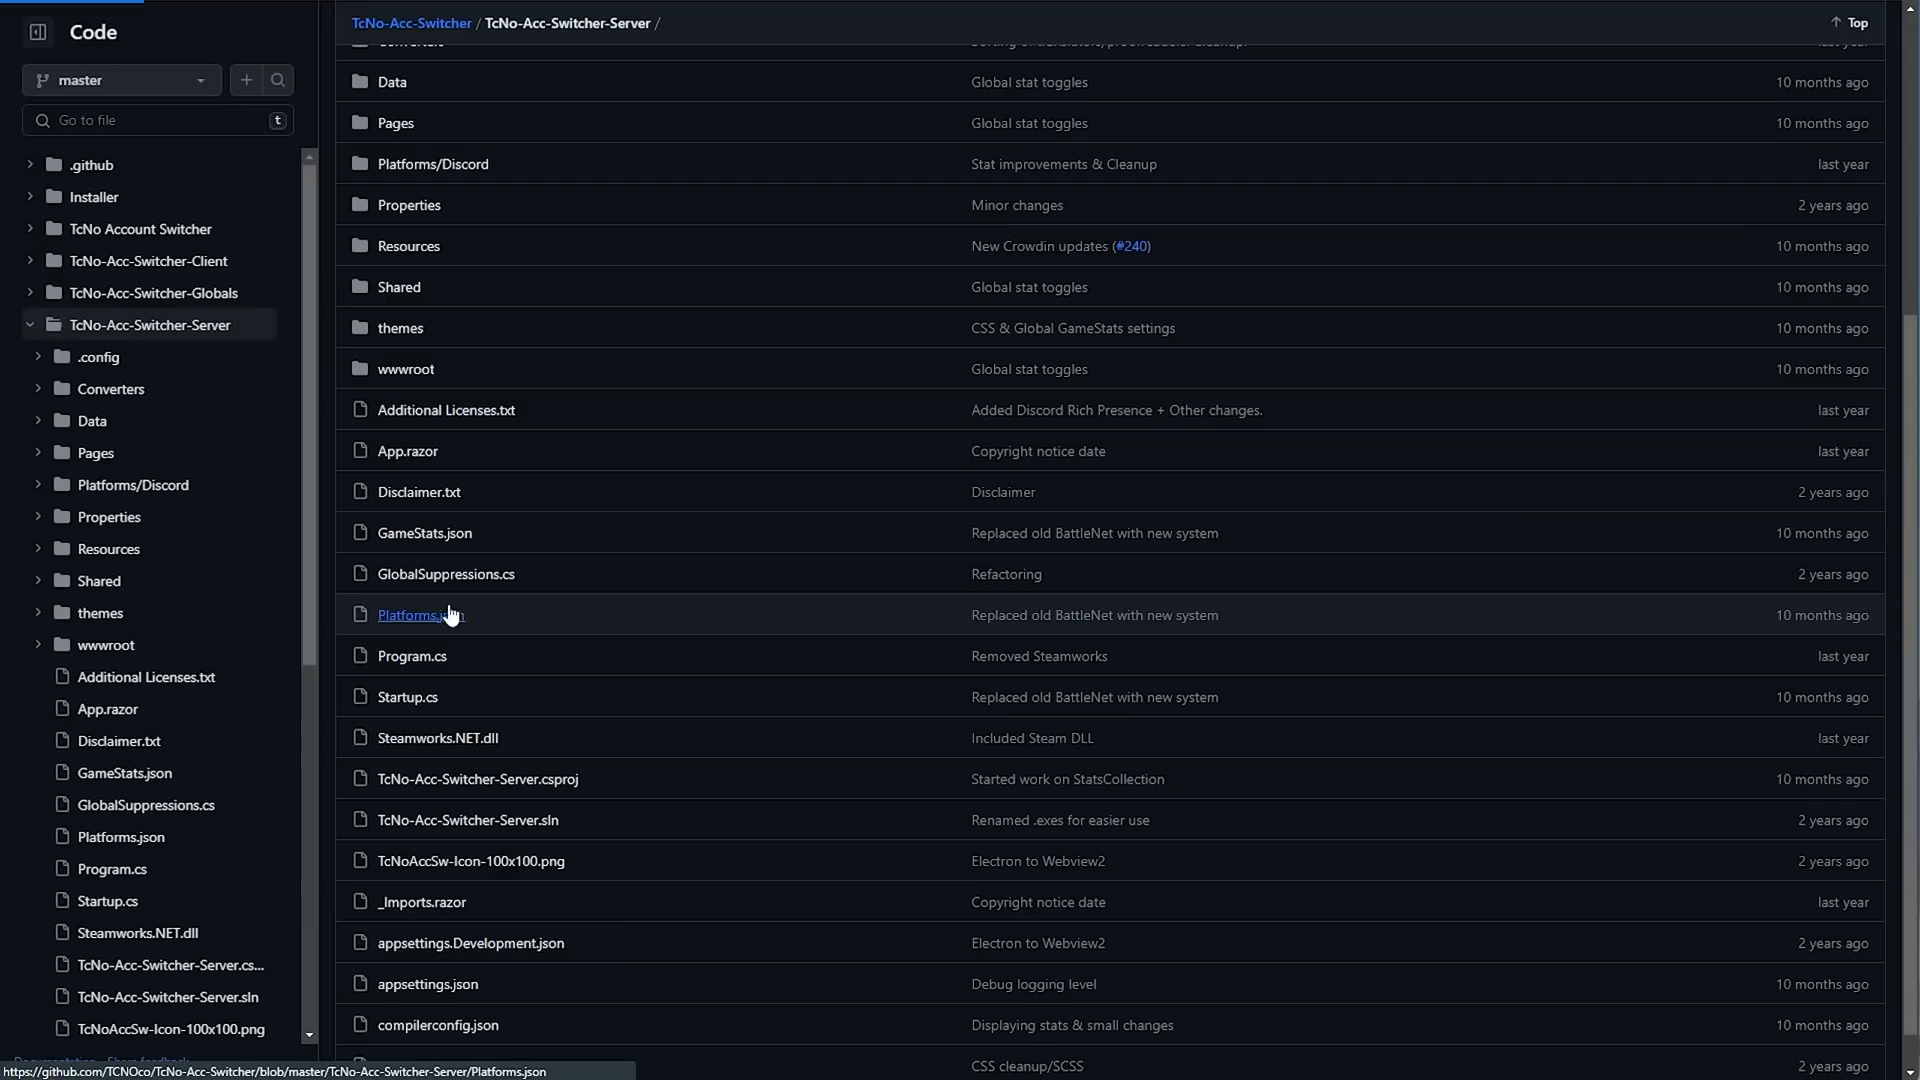 Code
master
Go to file
t
.github
Installer
TcNo Account Switcher
TcNo-Acc-Switcher-Client
TcNo-Acc-Switcher-Globals
TcNo-Acc-Switcher-Server
.config
Converters
Data
Pages
Platforms/Discord
Properties
Resources
Shared
themes
wwwroot
Additional Licenses.txt
App.razor
Disclaimer.txt
GameStats.json
GlobalSuppressions.cs
Platforms.json
Program.cs
Startup.cs
Steamworks.NET.dll
TcNo-Acc-Switcher-Server.cs...
TcNo-Acc-Switcher-Server.sln
TcNoAccSw-Icon-100x100.png
TcNo-Acc-Switcher / TcNo-Acc-Switcher-Server /
Top
Data Global stat toggles 10 months ago
Pages Global stat toggles 10 months ago
Platforms/Discord Stat improvements & Cleanup last year
Properties Minor changes 2 years ago
Resources New Crowdin updates (#240) 10 months ago
Shared Global stat toggles 10 months ago
themes CSS & Global GameStats settings 10 months ago
wwwroot Global stat toggles 10 months ago
Additional Licenses.txt Added Discord Rich Presence + Other changes. last year
App.razor Copyright notice date last year
Disclaimer.txt Disclaimer 2 years ago
GameStats.json Replaced old BattleNet with new system 10 months ago
GlobalSuppressions.cs Refactoring 2 years ago
Platforms.json Replaced old BattleNet with new system 10 months ago
Program.cs Removed Steamworks last year
Startup.cs Replaced old BattleNet with new system 10 months ago
Steamworks.NET.dll Included Steam DLL last year
TcNo-Acc-Switcher-Server.csproj Started work on StatsCollection 10 months ago
TcNo-Acc-Switcher-Server.sln Renamed .exes for easier use 2 years ago
TcNoAccSw-Icon-100x100.png Electron to Webview2 2 years ago
_Imports.razor Copyright notice date last year
appsettings.Development.json Electron to Webview2 2 years ago
appsettings.json Debug logging level 10 months ago
compilerconfig.json Displaying stats & small changes 10 months ago
CSS cleanup/SCSS 2 years ago
https://github.com/TCNOco/TcNo-Acc-Switcher/blob/master/TcNo-Acc-Switcher-Server/Platforms.json